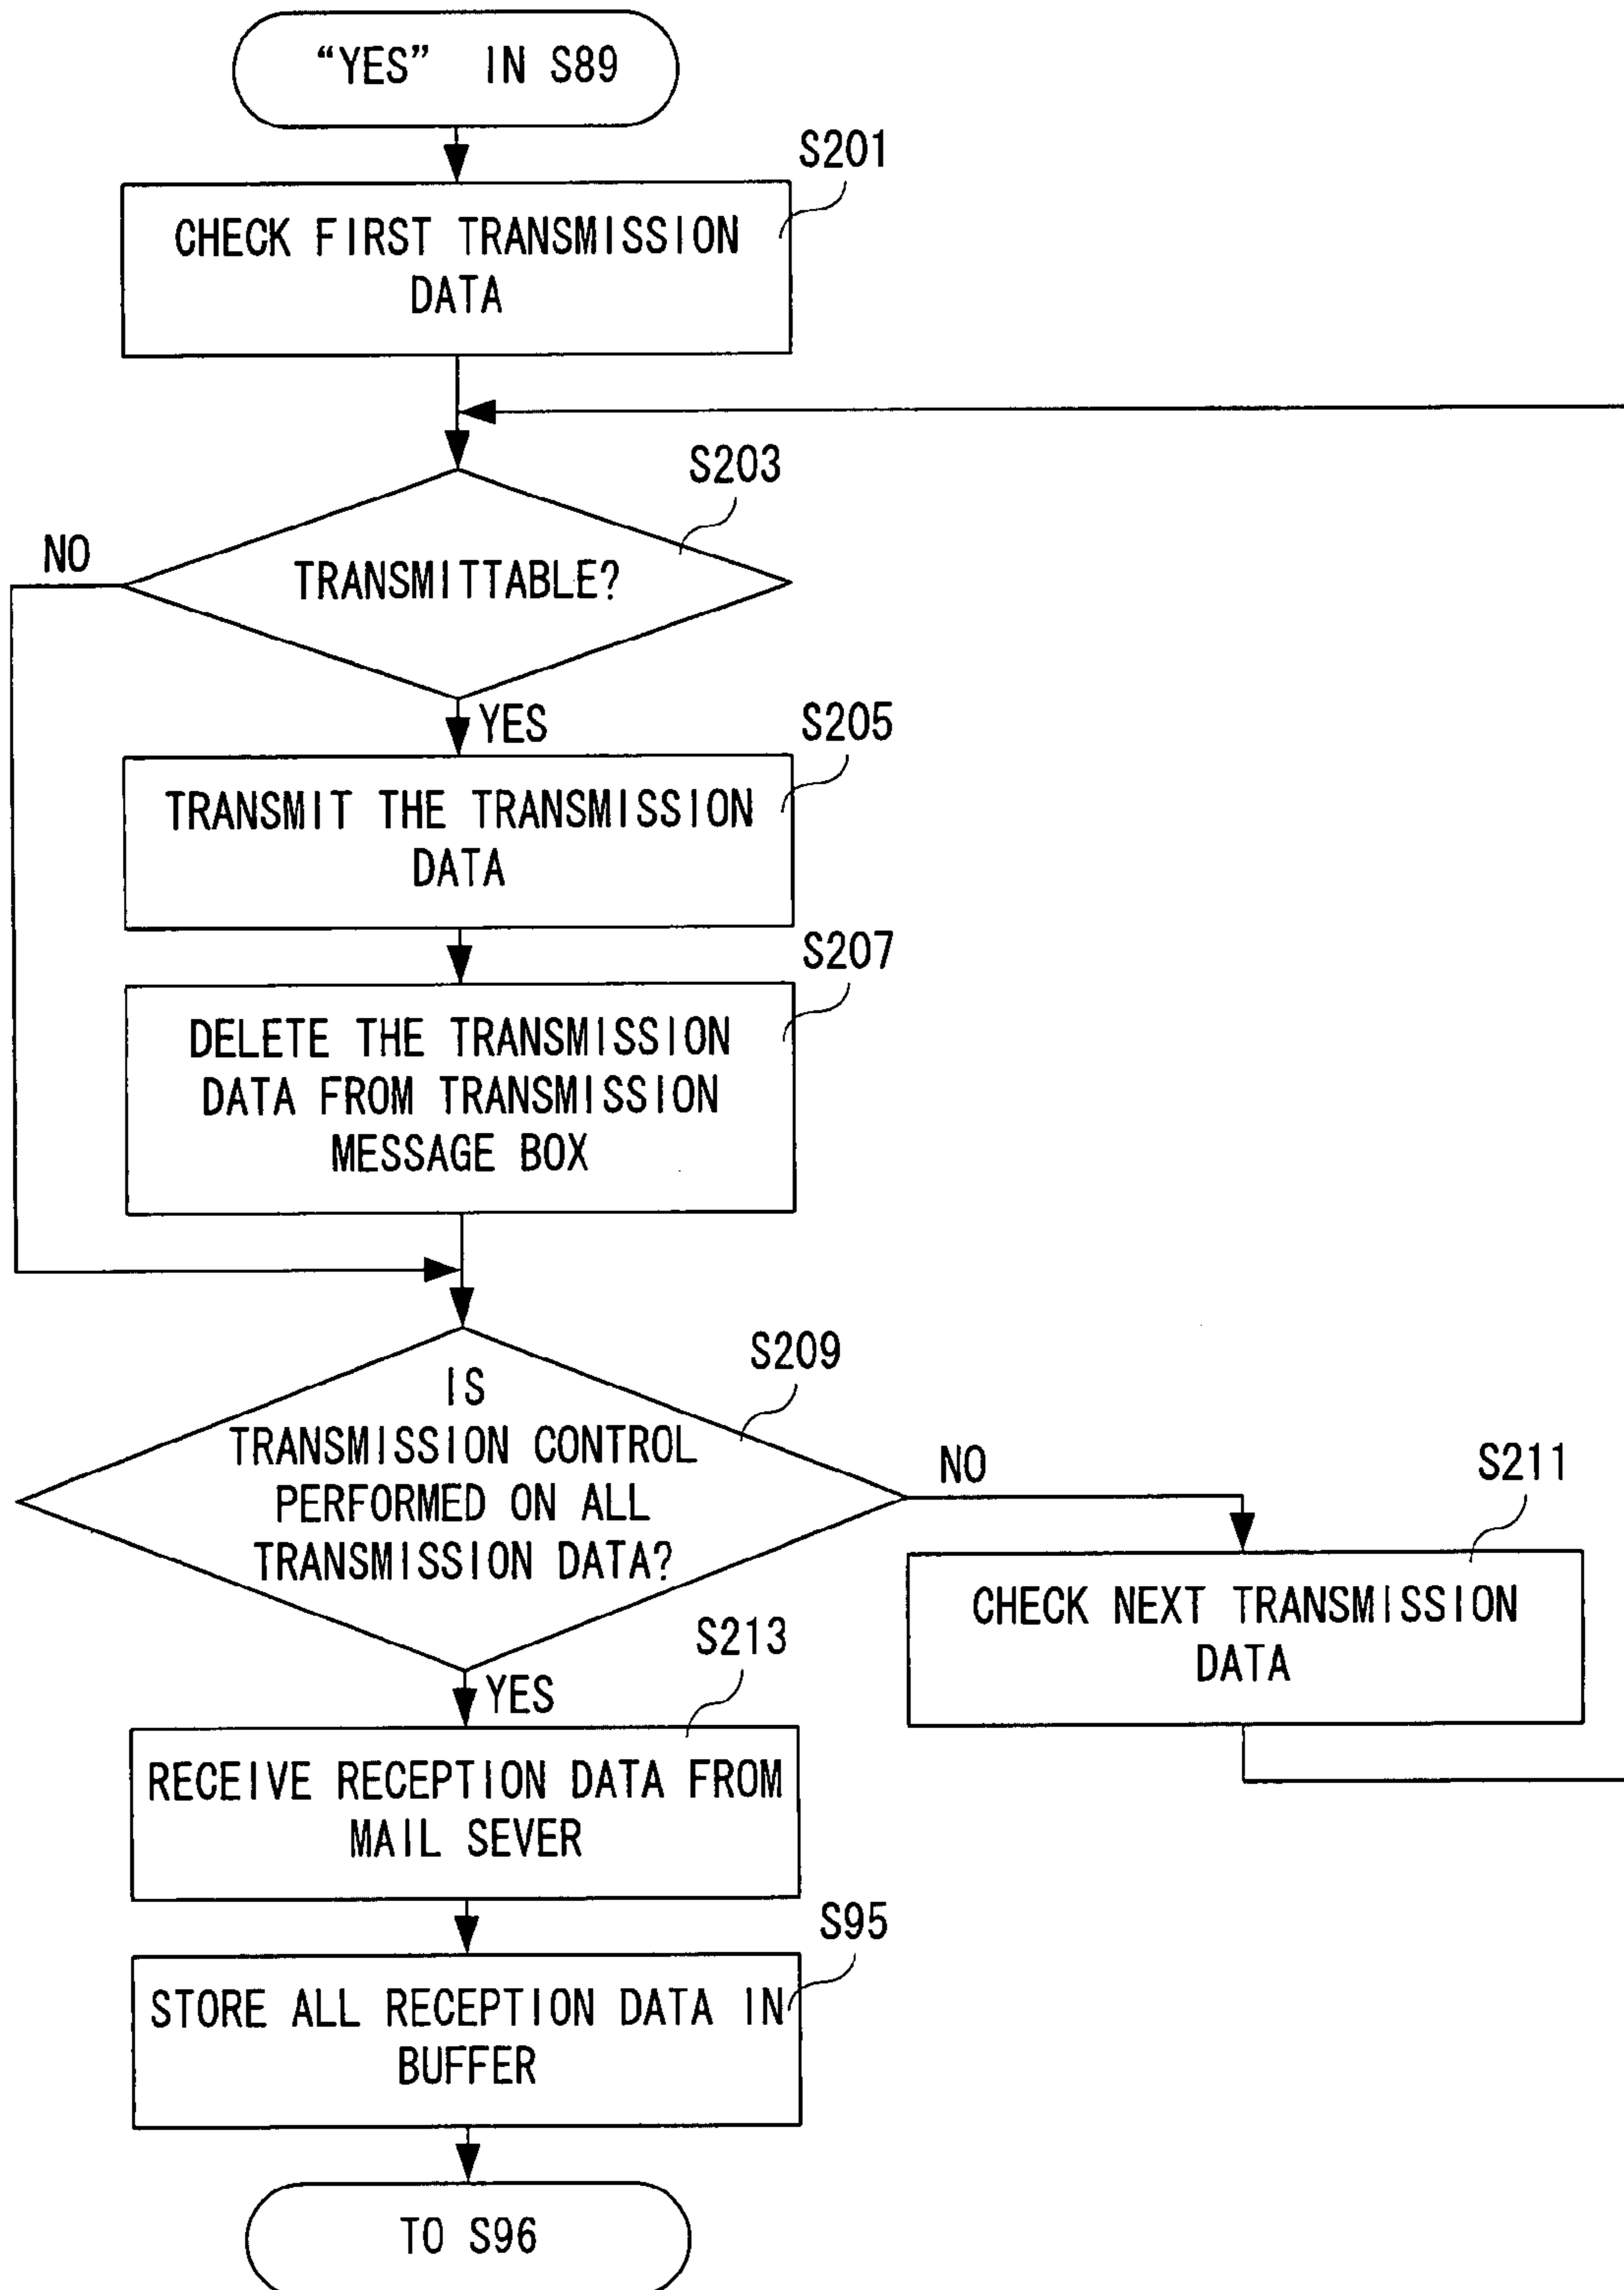 “YES” IN S89
S201
CHECK FIRST TRANSMISSION
DATA
S203
NO
TRANSMITTABLE?
YES
S205
TRANSMIT THE TRANSMISSION
DATA
S207
DELETE THE TRANSMISSION
DATA FROM TRANSMISSION
MESSAGE BOX
S209
IS
TRANSMISSION CONTROL
PERFORMED ON ALL
TRANSMISSION DATA?
NO
S211
CHECK NEXT TRANSMISSION
DATA
YES
S213
RECEIVE RECEPTION DATA FROM
MAIL SEVER
S95
STORE ALL RECEPTION DATA IN
BUFFER
TO S96